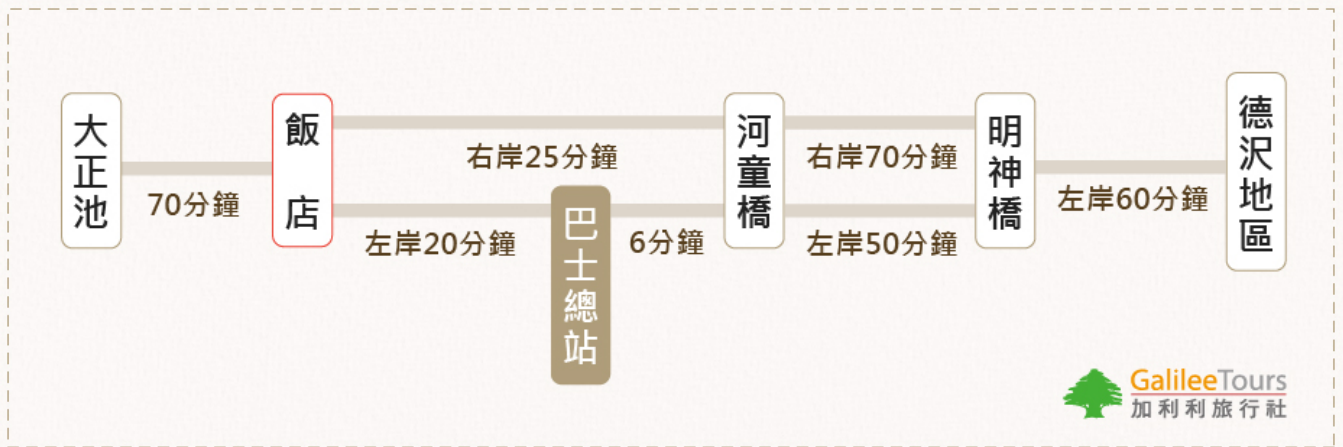 大正池
70分鐘
飯店
右岸25分鐘
左岸20分鐘
巴士總站
6分鐘
河童橋
右岸70分鐘
左岸50分鐘
明神橋
左岸60分鐘
德沢地區
GalileeTours
加利利旅行社